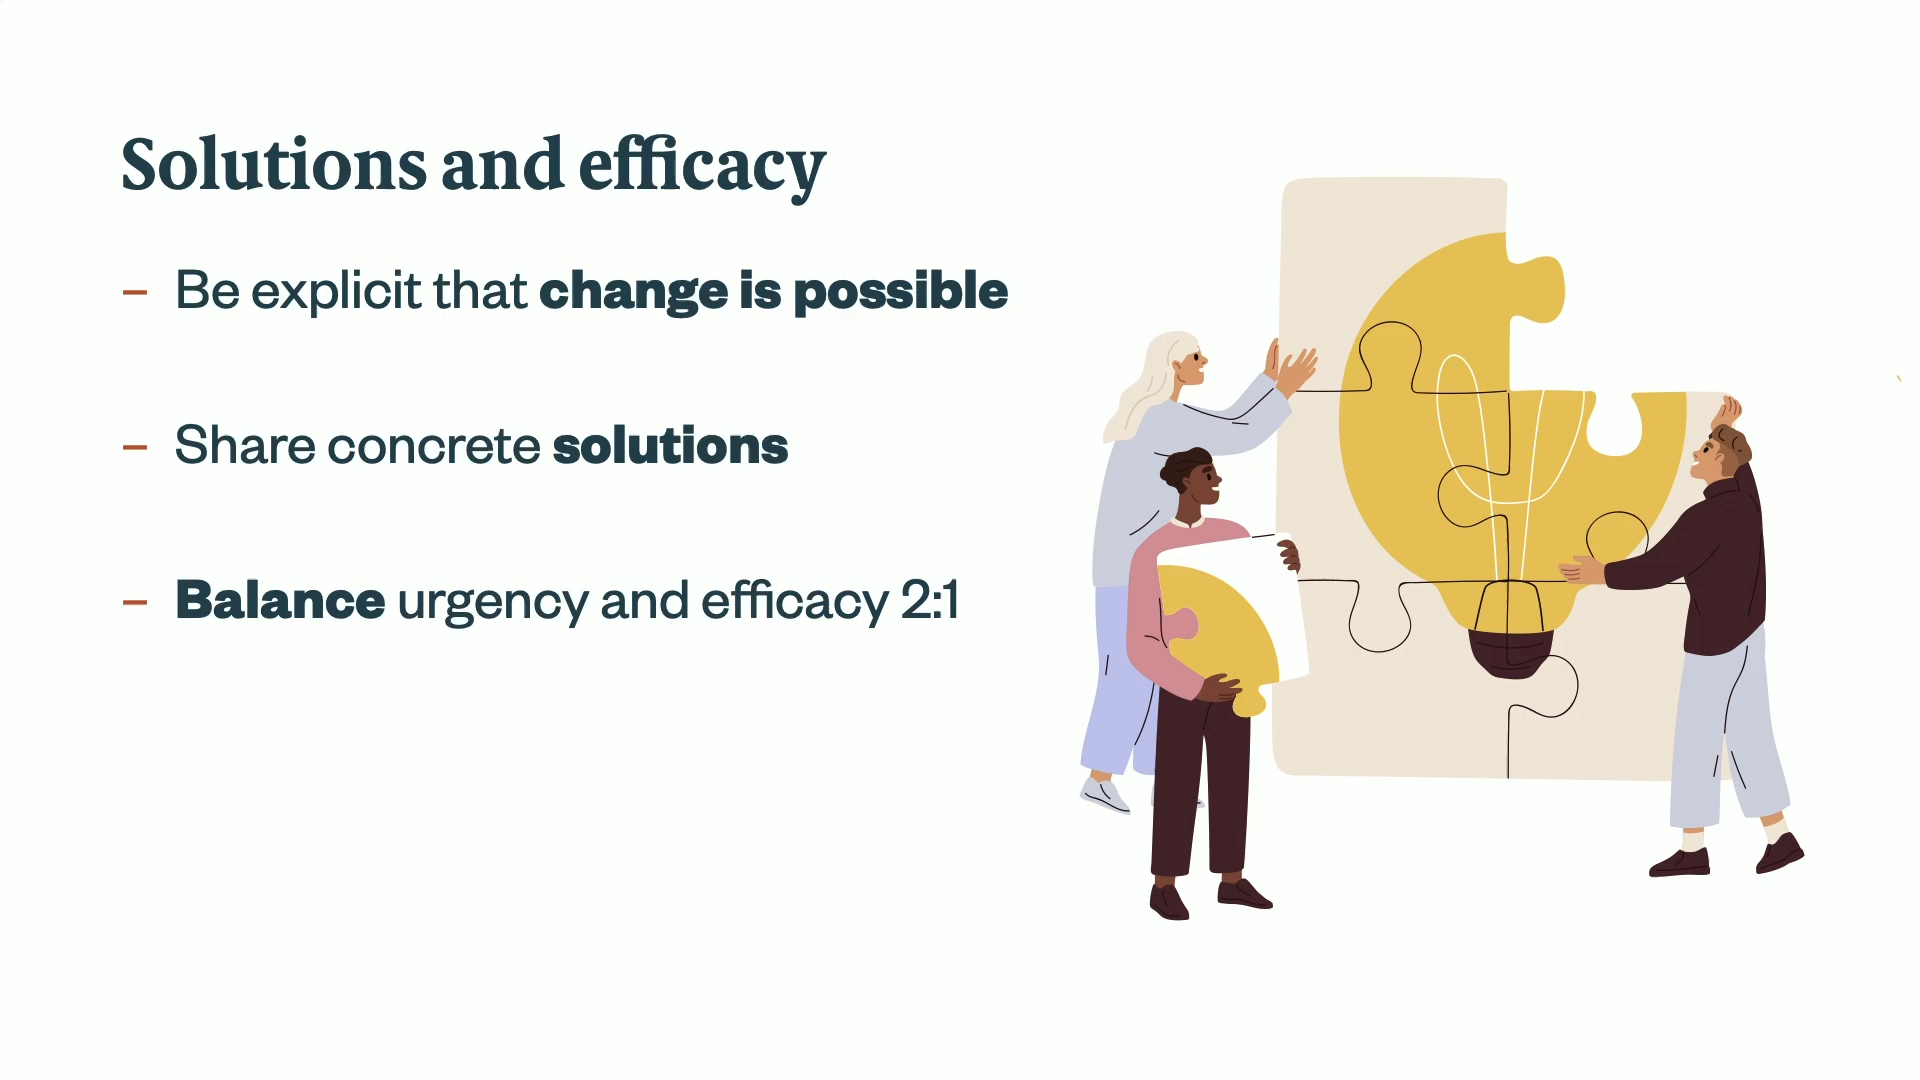 Solutions and efficacy
– Be explicit that change is possible
– Share concrete solutions
– Balance urgency and efficacy 2:1